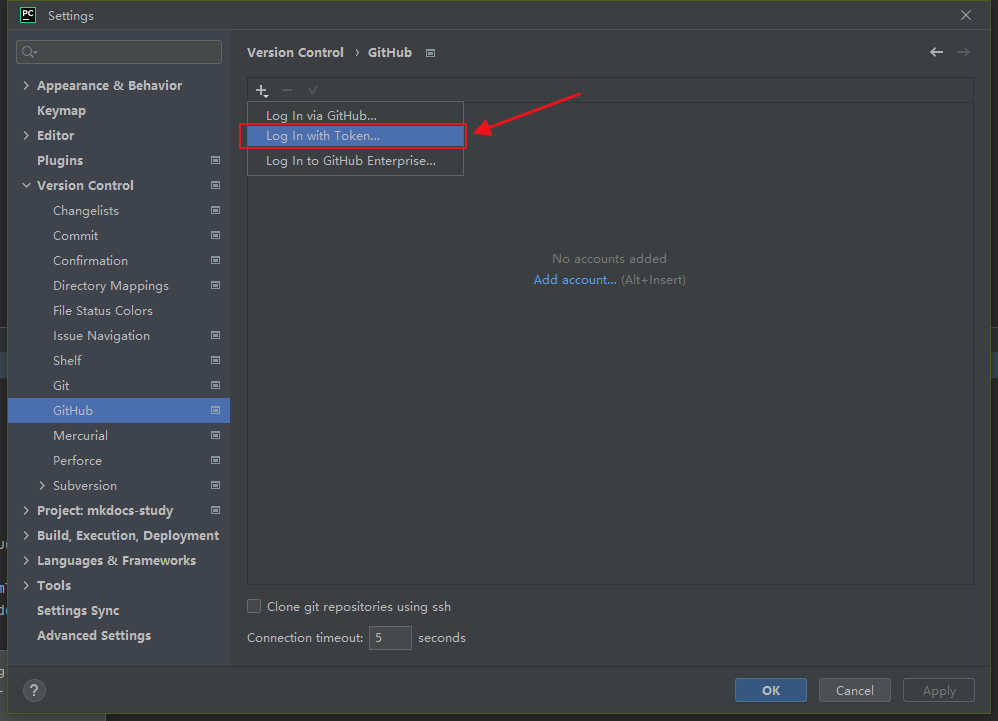 PC Settings
Version Control › GitHub
Appearance & Behavior
Keymap
Editor
Plugins
Version Control
Changelists
Commit
Confirmation
Directory Mappings
File Status Colors
Issue Navigation
Shelf
Git
GitHub
Mercurial
Perforce
Subversion
Project: mkdocs-study
Build, Execution, Deployment
Languages & Frameworks
Tools
Settings Sync
Advanced Settings
Log In via GitHub...
Log In with Token...
Log In to GitHub Enterprise...
No accounts added
Add account... (Alt+Insert)
Clone git repositories using ssh
Connection timeout: 5 seconds
?
OK Cancel Apply